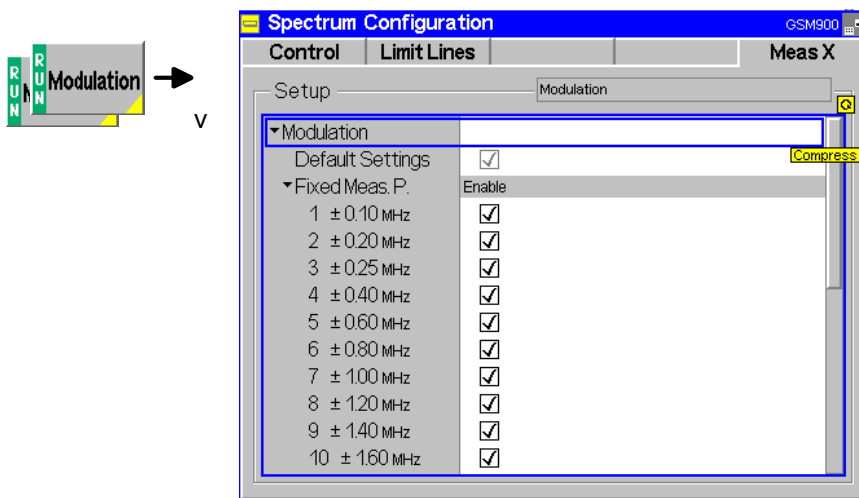 Spectrum Configuration GSM900
Control Limit Lines Meas X
Setup Modulation
RUN RUN Modulation
v
Modulation
Compress
Default Settings
Fixed Meas. P. Enable
1 ± 0.10 MHz
2 ± 0.20 MHz
3 ± 0.25 MHz
4 ± 0.40 MHz
5 ± 0.60 MHz
6 ± 0.80 MHz
7 ± 1.00 MHz
8 ± 1.20 MHz
9 ± 1.40 MHz
10 ± 1.60 MHz